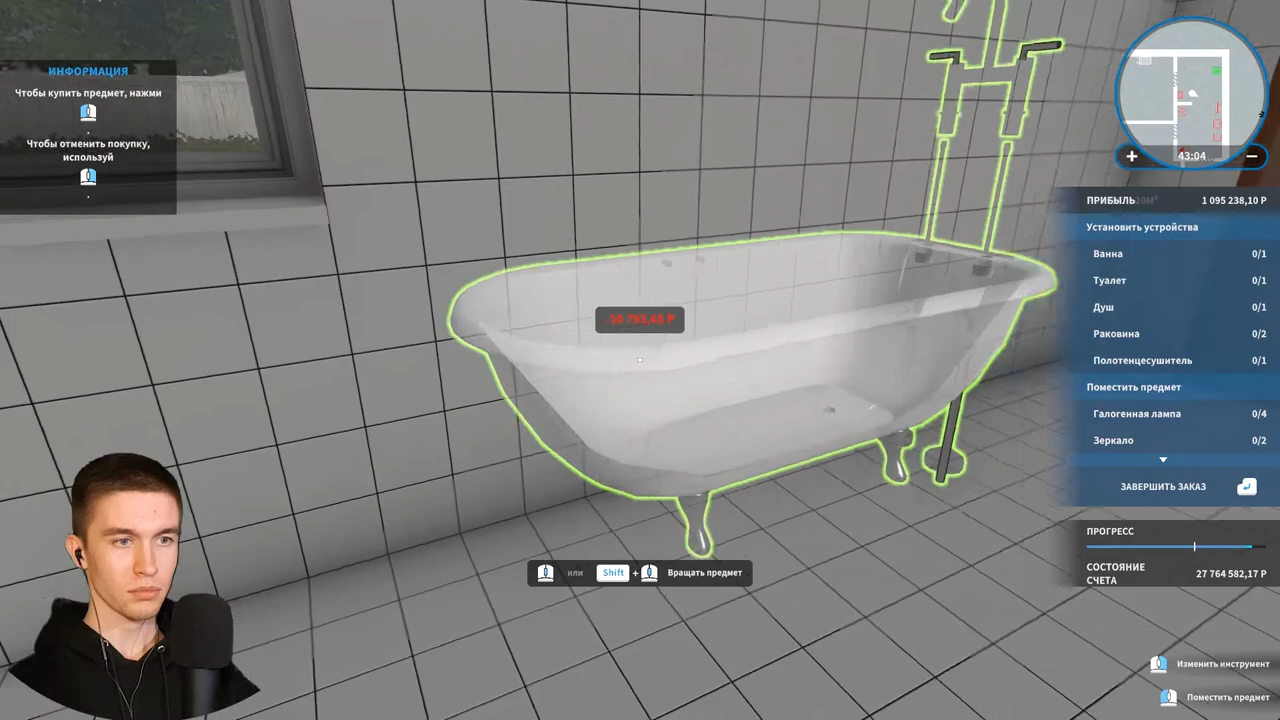 ИНФОРМАЦИЯ
Чтобы купить предмет, нажми
.
Чтобы отменить покупку,
используй
.
43:04
ПРИБЫЛЬ 20М² 1 095 238,10 Р
Установить устройства
Ванна 0/1
Туалет 0/1
Душ 0/1
Раковина 0/2
Полотенцесушитель 0/1
Поместить предмет
Галогенная лампа 0/4
Зеркало 0/2
ЗАВЕРШИТЬ ЗАКАЗ
ПРОГРЕСС
СОСТОЯНИЕ
СЧЕТА 27 764 582,17 Р
или Shift + Вращать предмет
Изменить инструмент
Поместить предмет